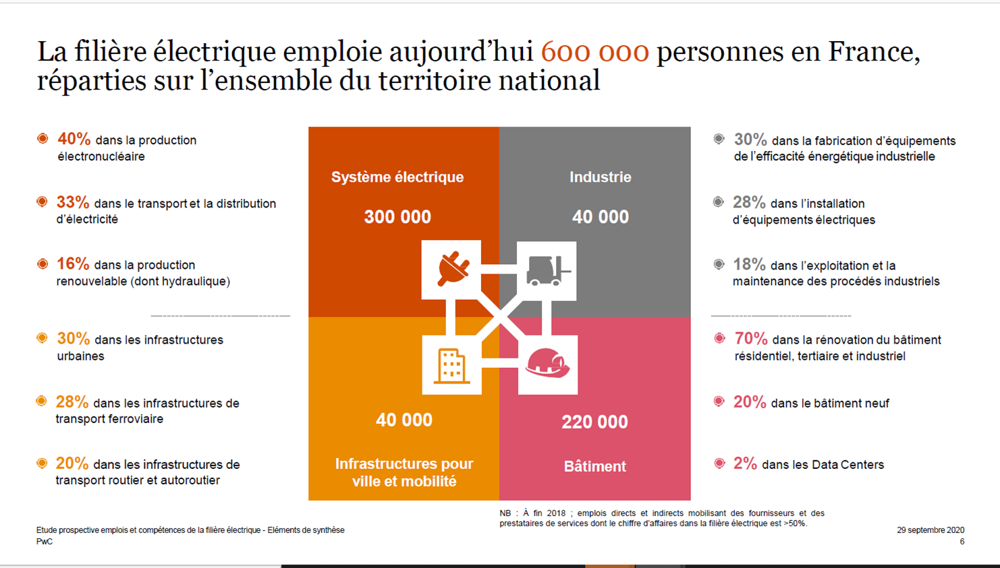 La filière électrique emploie aujourd’hui 600 000 personnes en France,
réparties sur l’ensemble du territoire national
40% dans la production
électronucléaire
33% dans le transport et la distribution
d’électricité
16% dans la production
renouvelable (dont hydraulique)
30% dans les infrastructures
urbaines
28% dans les infrastructures de
transport ferroviaire
20% dans les infrastructures de
transport routier et autoroutier
Système électrique
300 000
Industrie
40 000
40 000
Infrastructures pour
ville et mobilité
220 000
Bâtiment
30% dans la fabrication d’équipements
de l’efficacité énergétique industrielle
28% dans l’installation
d’équipements électriques
18% dans l’exploitation et la
maintenance des procédés industriels
70% dans la rénovation du bâtiment
résidentiel, tertiaire et industriel
20% dans le bâtiment neuf
2% dans les Data Centers
NB : À fin 2018 ; emplois directs et indirects mobilisant des fournisseurs et des
prestataires de services dont le chiffre d’affaires dans la filière électrique est >50%.
Etude prospective emplois et compétences de la filière électrique - Eléments de synthèse
PwC
29 septembre 2020
6